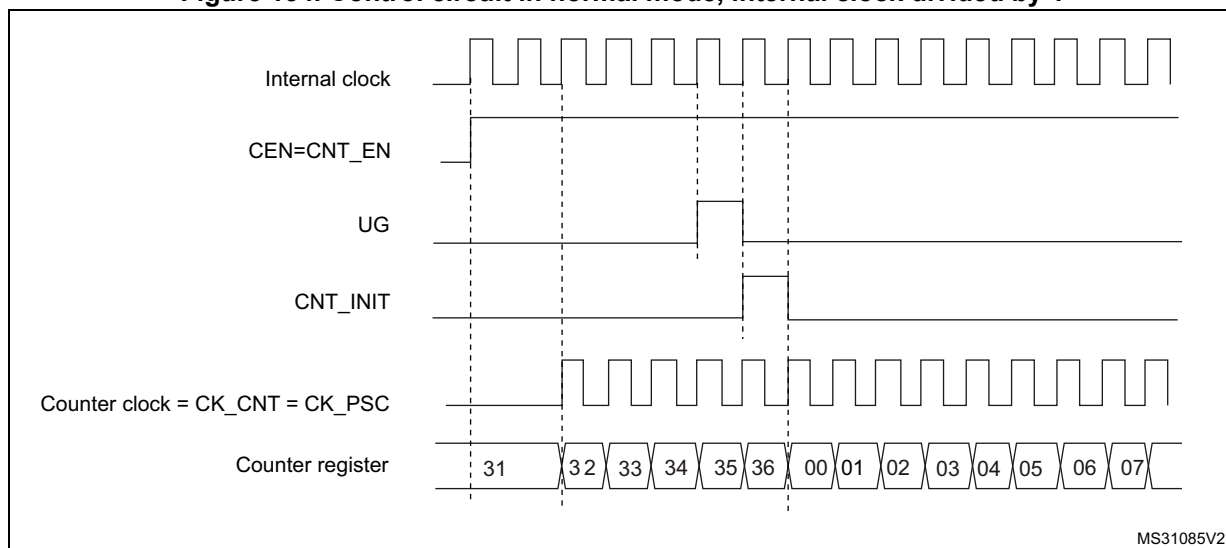 Internal clock
CEN=CNT_EN
UG
CNT_INIT
Counter clock = CK_CNT = CK_PSC
Counter register 31 32 33 34 35 36 00 01 02 03 04 05 06 07
MS31085V2